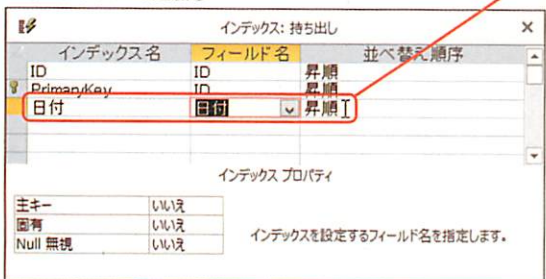 インデックス: 持ち出し
インデックス名 フィールド名 並べ替え順序
ID ID 昇順
PrimaryKey ID 昇順
日付 日付 昇順
インデックス プロパティ
主キー いいえ
固有 いいえ
Null 無視 いいえ
インデックスを設定するフィールド名を指定します。